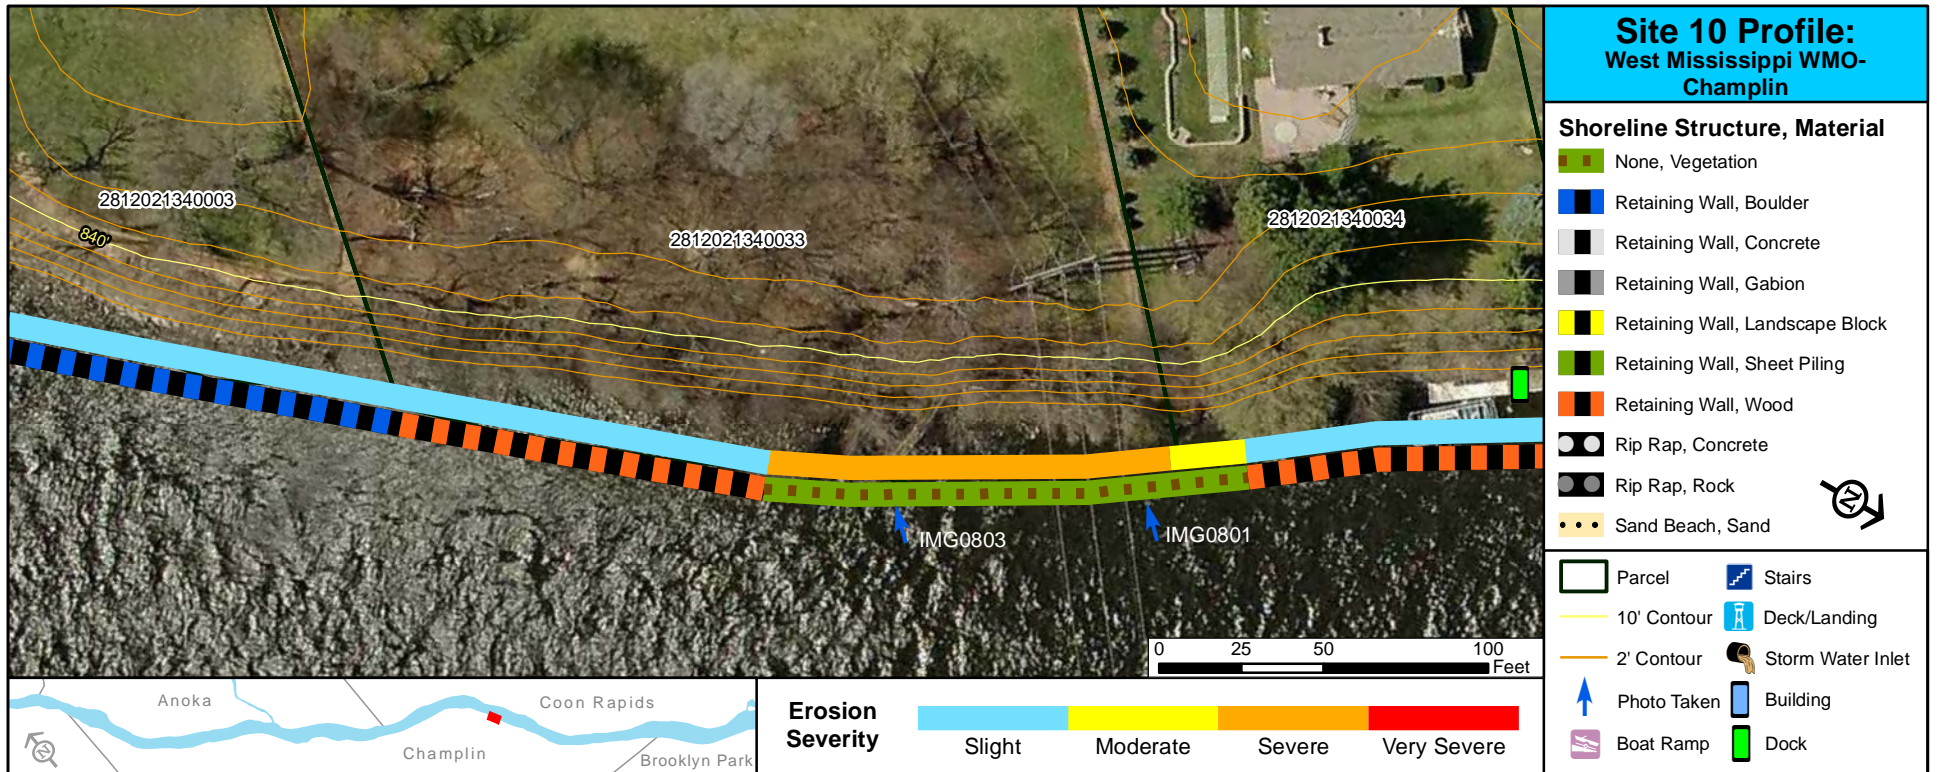 Site 10 Profile:
West Mississippi WMO-
Champlin
Shoreline Structure, Material
None, Vegetation
Retaining Wall, Boulder
Retaining Wall, Concrete
Retaining Wall, Gabion
Retaining Wall, Landscape Block
Retaining Wall, Sheet Piling
Retaining Wall, Wood
Rip Rap, Concrete
Rip Rap, Rock
Sand Beach, Sand
N
Parcel
Stairs
10' Contour
Deck/Landing
2' Contour
Storm Water Inlet
Photo Taken
Building
Boat Ramp
Dock
2812021340003
840'
2812021340033
2812021340034
IMG0803
IMG0801
0 25 50 100
Feet
Anoka
Coon Rapids
Champlin
Brooklyn Park
N
Erosion
Severity
Slight
Moderate
Severe
Very Severe